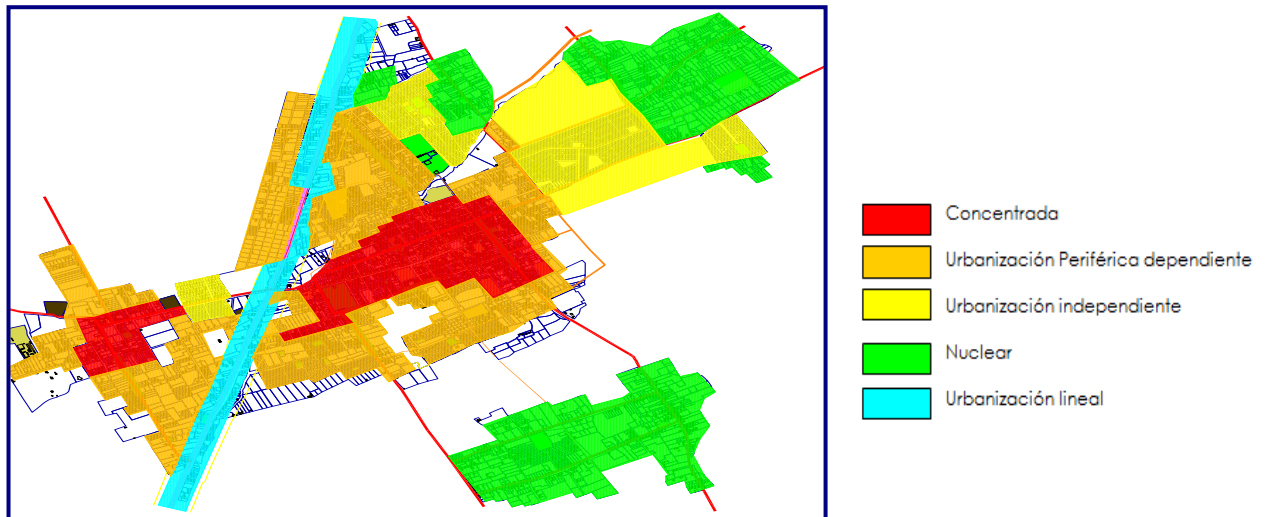 Concentrada
Urbanización Periférica dependiente
Urbanización independiente
Nuclear
Urbanización lineal